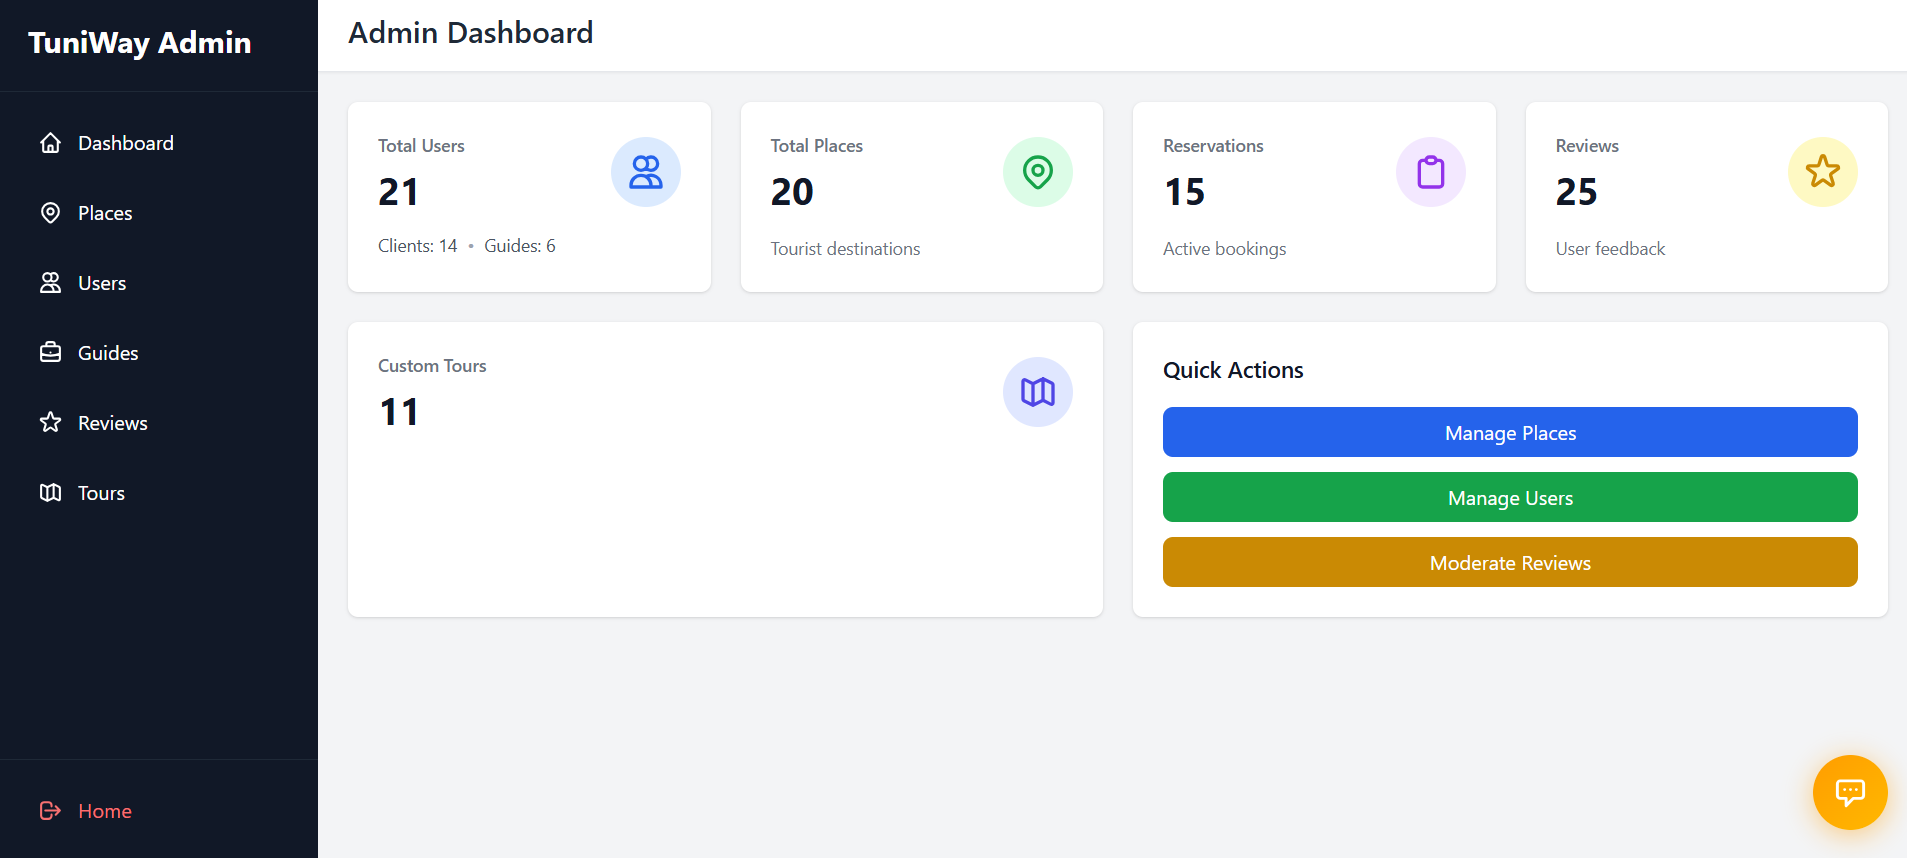 TuniWay Admin
Dashboard
Places
Users
Guides
Reviews
Tours
Home
Admin Dashboard
Total Users
21
Clients: 14 • Guides: 6
Total Places
20
Tourist destinations
Reservations
15
Active bookings
Reviews
25
User feedback
Custom Tours
11
Quick Actions
Manage Places
Manage Users
Moderate Reviews